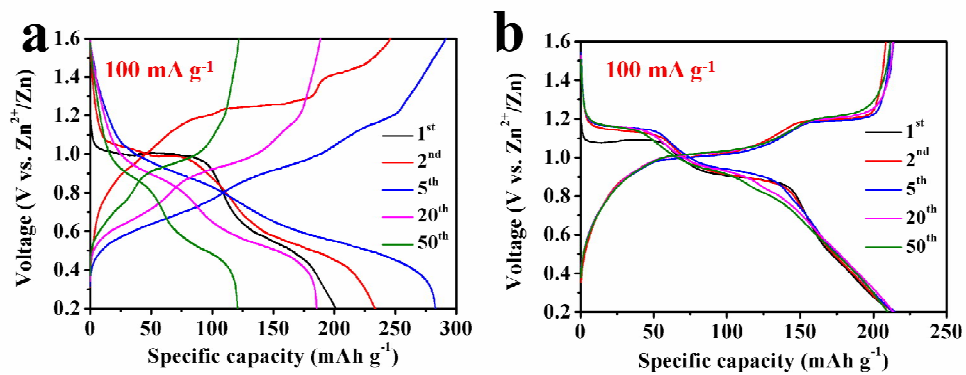 a
100 mA g-1
1.6
1.4
1.2
1.0
0.8
0.6
0.4
0.2
Voltage (V vs. Zn2+/Zn)
1st
2nd
5th
20th
50th
0 50 100 150 200 250 300
Specific capacity (mAh g-1)
b
100 mA g-1
1.6
1.4
1.2
1.0
0.8
0.6
0.4
0.2
Voltage (V vs. Zn2+/Zn)
1st
2nd
5th
20th
50th
0 50 100 150 200 250
Specific capacity (mAh g-1)